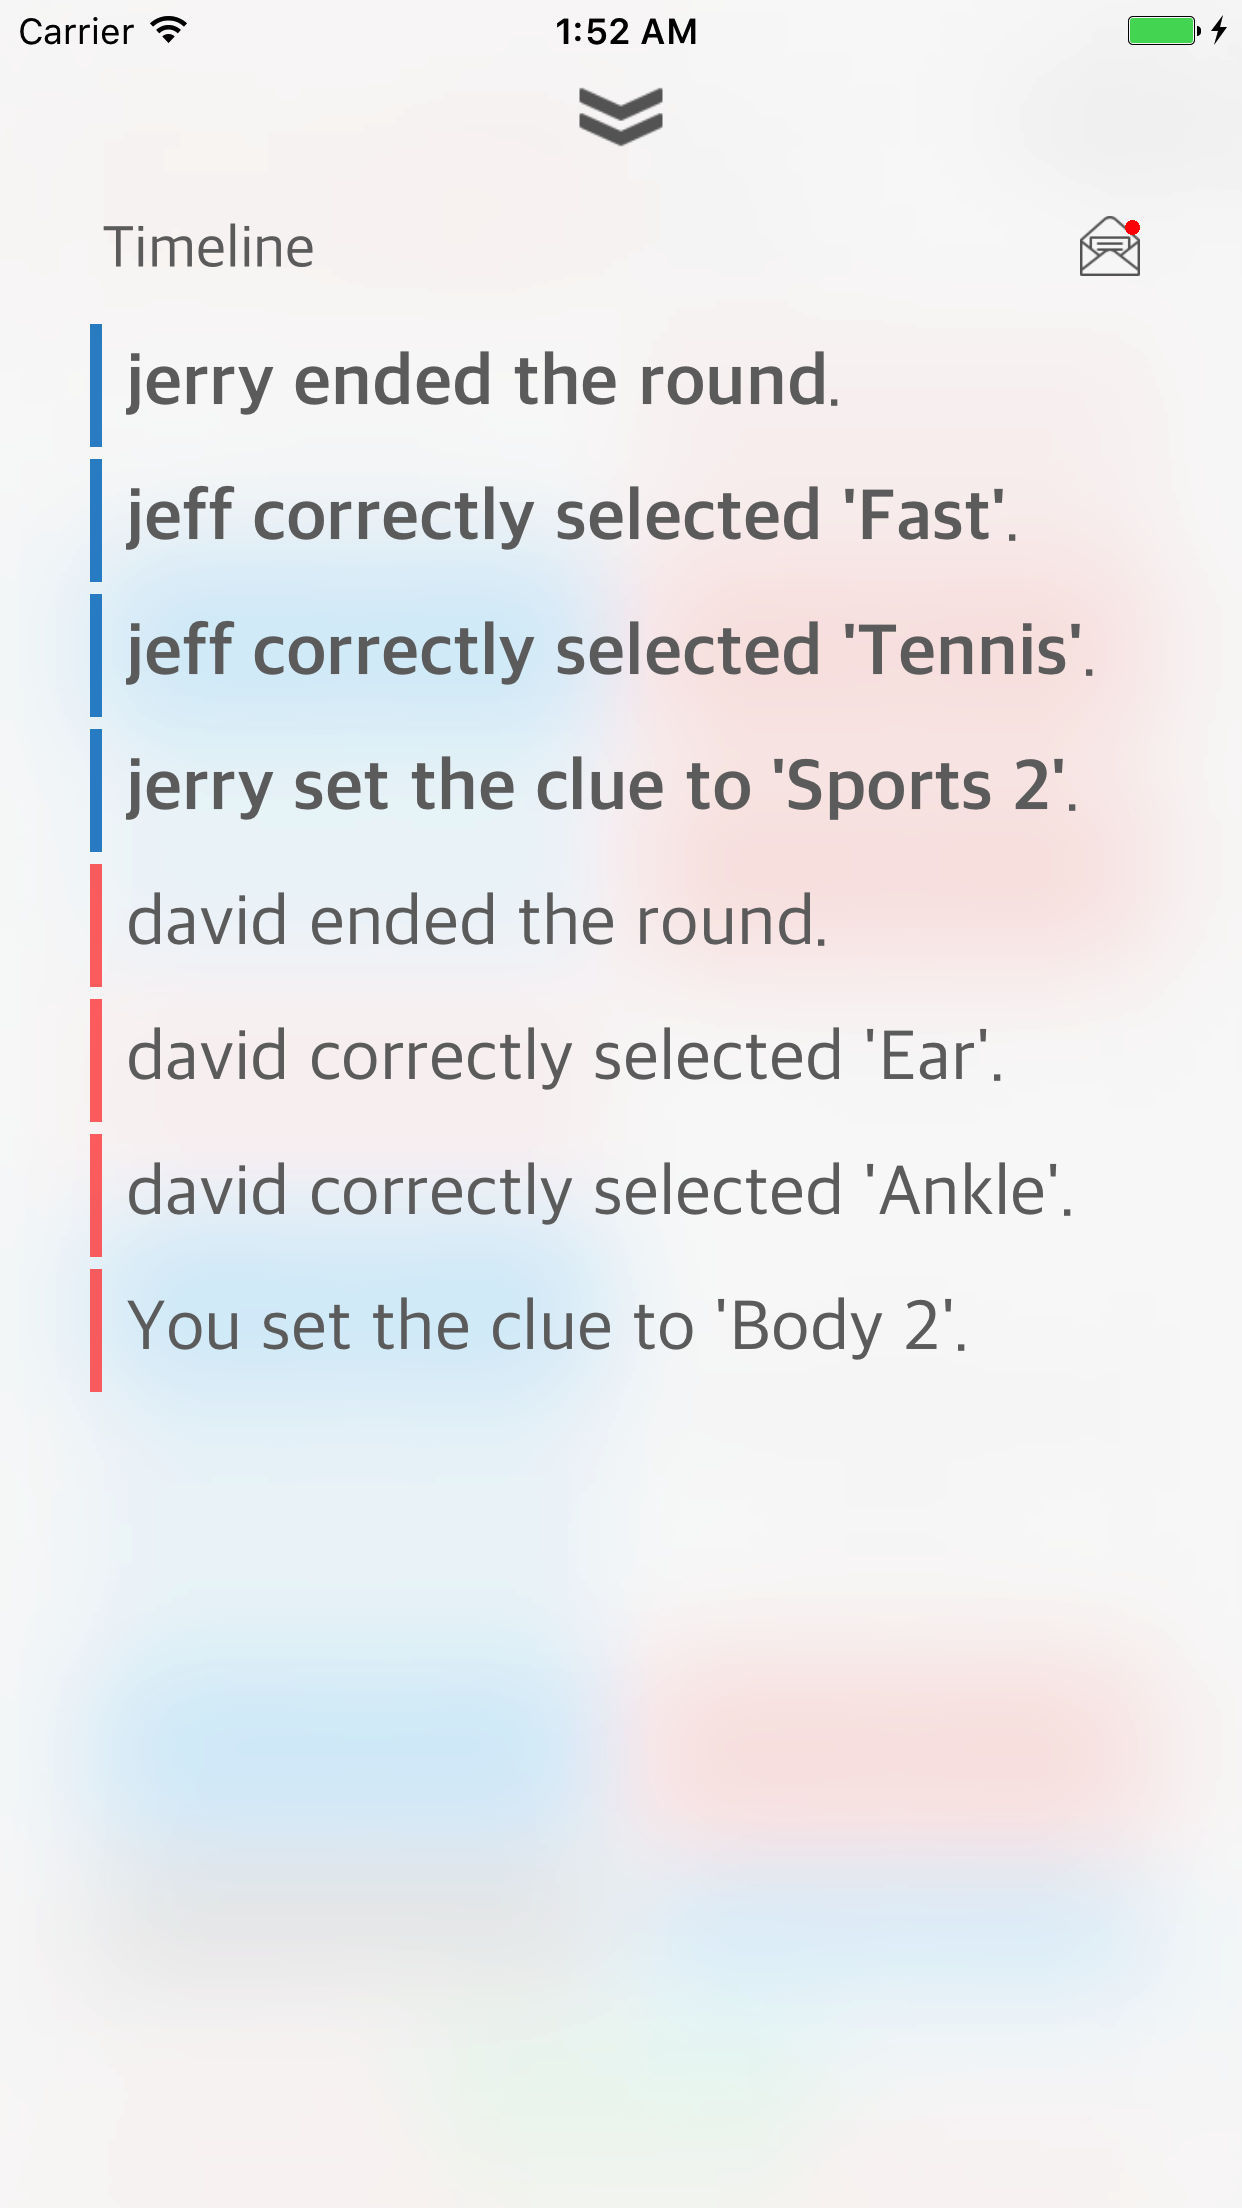 Carrier 1:52 AM
Timeline
jerry ended the round.
jeff correctly selected 'Fast'.
jeff correctly selected 'Tennis'.
jerry set the clue to 'Sports 2'.
david ended the round.
david correctly selected 'Ear'.
david correctly selected 'Ankle'.
You set the clue to 'Body 2'.